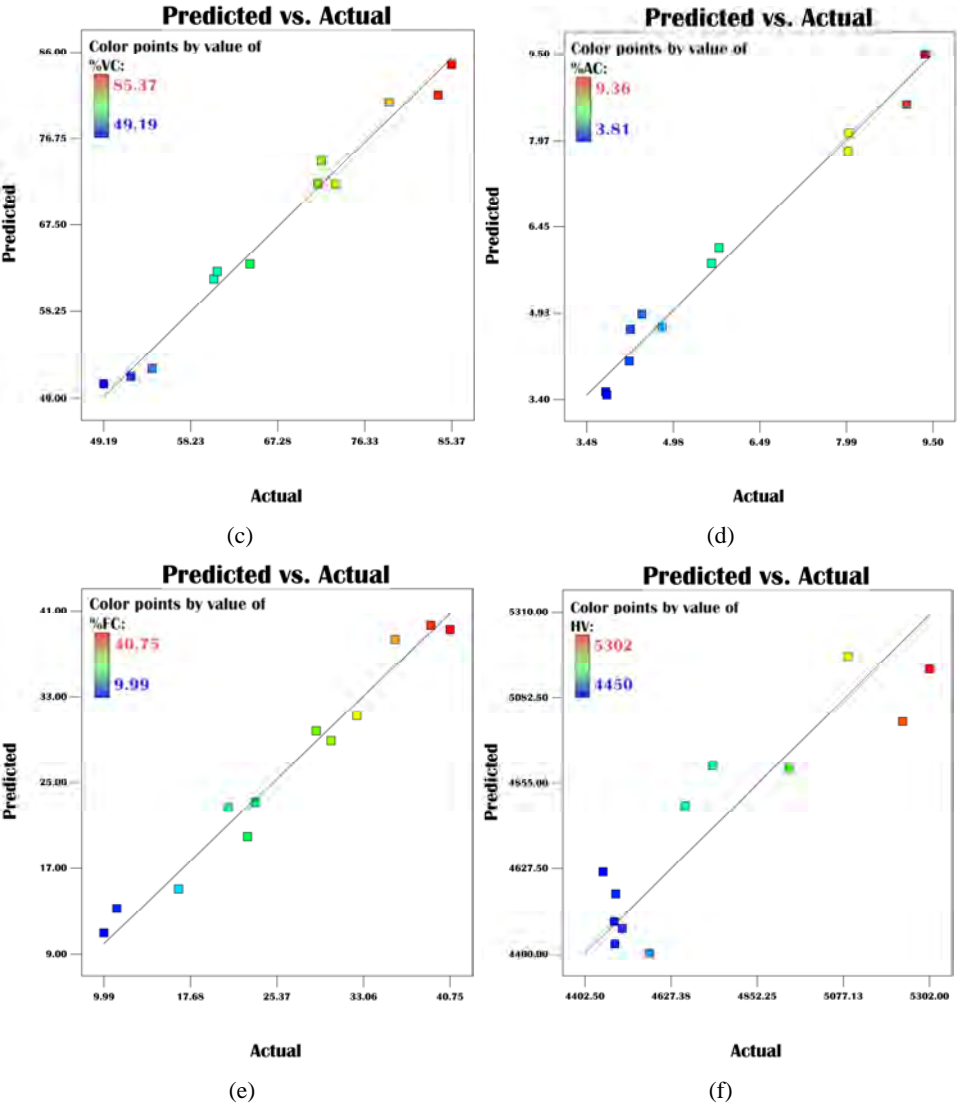 Predicted vs. Actual
Color points by value of
%VC:
85.37
49.19
86.00
76.75
67.50
58.25
49.00
Predicted
49.19 58.23 67.28 76.33 85.37
Actual
(c)
Predicted vs. Actual
Color points by value of
%AC:
9.36
3.81
9.50
7.97
6.45
4.93
3.40
Predicted
3.48 4.98 6.49 7.99 9.50
Actual
(d)
Predicted vs. Actual
Color points by value of
%FC:
40.75
9.99
41.00
33.00
25.00
17.00
9.00
Predicted
9.99 17.68 25.37 33.06 40.75
Actual
(e)
Predicted vs. Actual
Color points by value of
HV:
5302
4450
5310.00
5082.50
4855.00
4627.50
4400.00
Predicted
4402.50 4627.38 4852.25 5077.13 5302.00
Actual
(f)